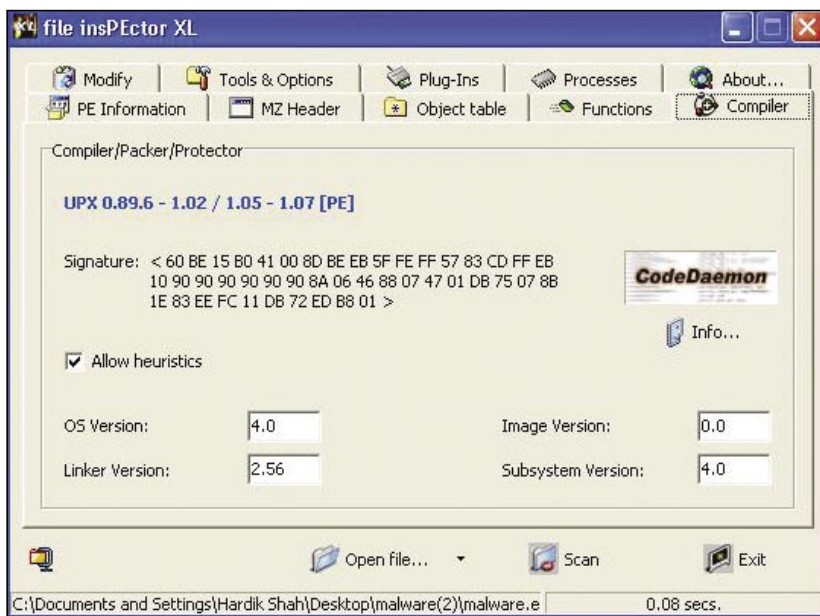 file insPEctor XL
Modify
Tools & Options
Plug-Ins
Processes
About...
PE Information
MZ Header
Object table
Functions
Compiler
Compiler/Packer/Protector
UPX 0.89.6 - 1.02 / 1.05 - 1.07 [PE]
Signature: < 60 BE 15 B0 41 00 8D BE EB 5F FE FF 57 83 CD FF EB
10 90 90 90 90 90 90 8A 06 46 88 07 47 01 DB 75 07 8B
1E 83 EE FC 11 DB 72 ED B8 01 >
CodeDaemon
Info...
Allow heuristics
OS Version: 4.0
Image Version: 0.0
Linker Version: 2.56
Subsystem Version: 4.0
Open file...
Scan
Exit
C:\Documents and Settings\Hardik Shah\Desktop\malware(2)\malware.e
0.08 secs.